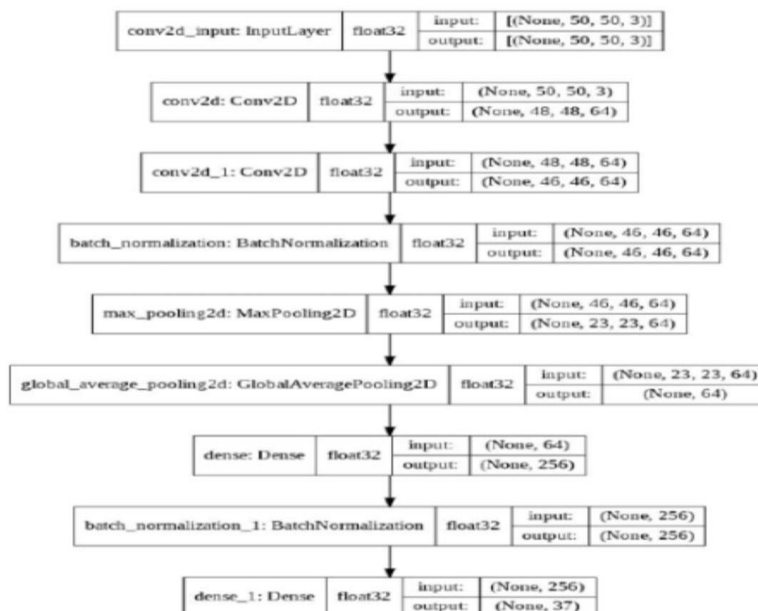 conv2d_input: InputLayer float32 input: [(None, 50, 50, 3)]
output: [(None, 50, 50, 3)]
conv2d: Conv2D float32 input: (None, 50, 50, 3)
output: (None, 48, 48, 64)
conv2d_1: Conv2D float32 input: (None, 48, 48, 64)
output: (None, 46, 46, 64)
batch_normalization: BatchNormalization float32 input: (None, 46, 46, 64)
output: (None, 46, 46, 64)
max_pooling2d: MaxPooling2D float32 input: (None, 46, 46, 64)
output: (None, 23, 23, 64)
global_average_pooling2d: GlobalAveragePooling2D float32 input: (None, 23, 23, 64)
output: (None, 64)
dense: Dense float32 input: (None, 64)
output: (None, 256)
batch_normalization_1: BatchNormalization float32 input: (None, 256)
output: (None, 256)
dense_1: Dense float32 input: (None, 256)
output: (None, 37)